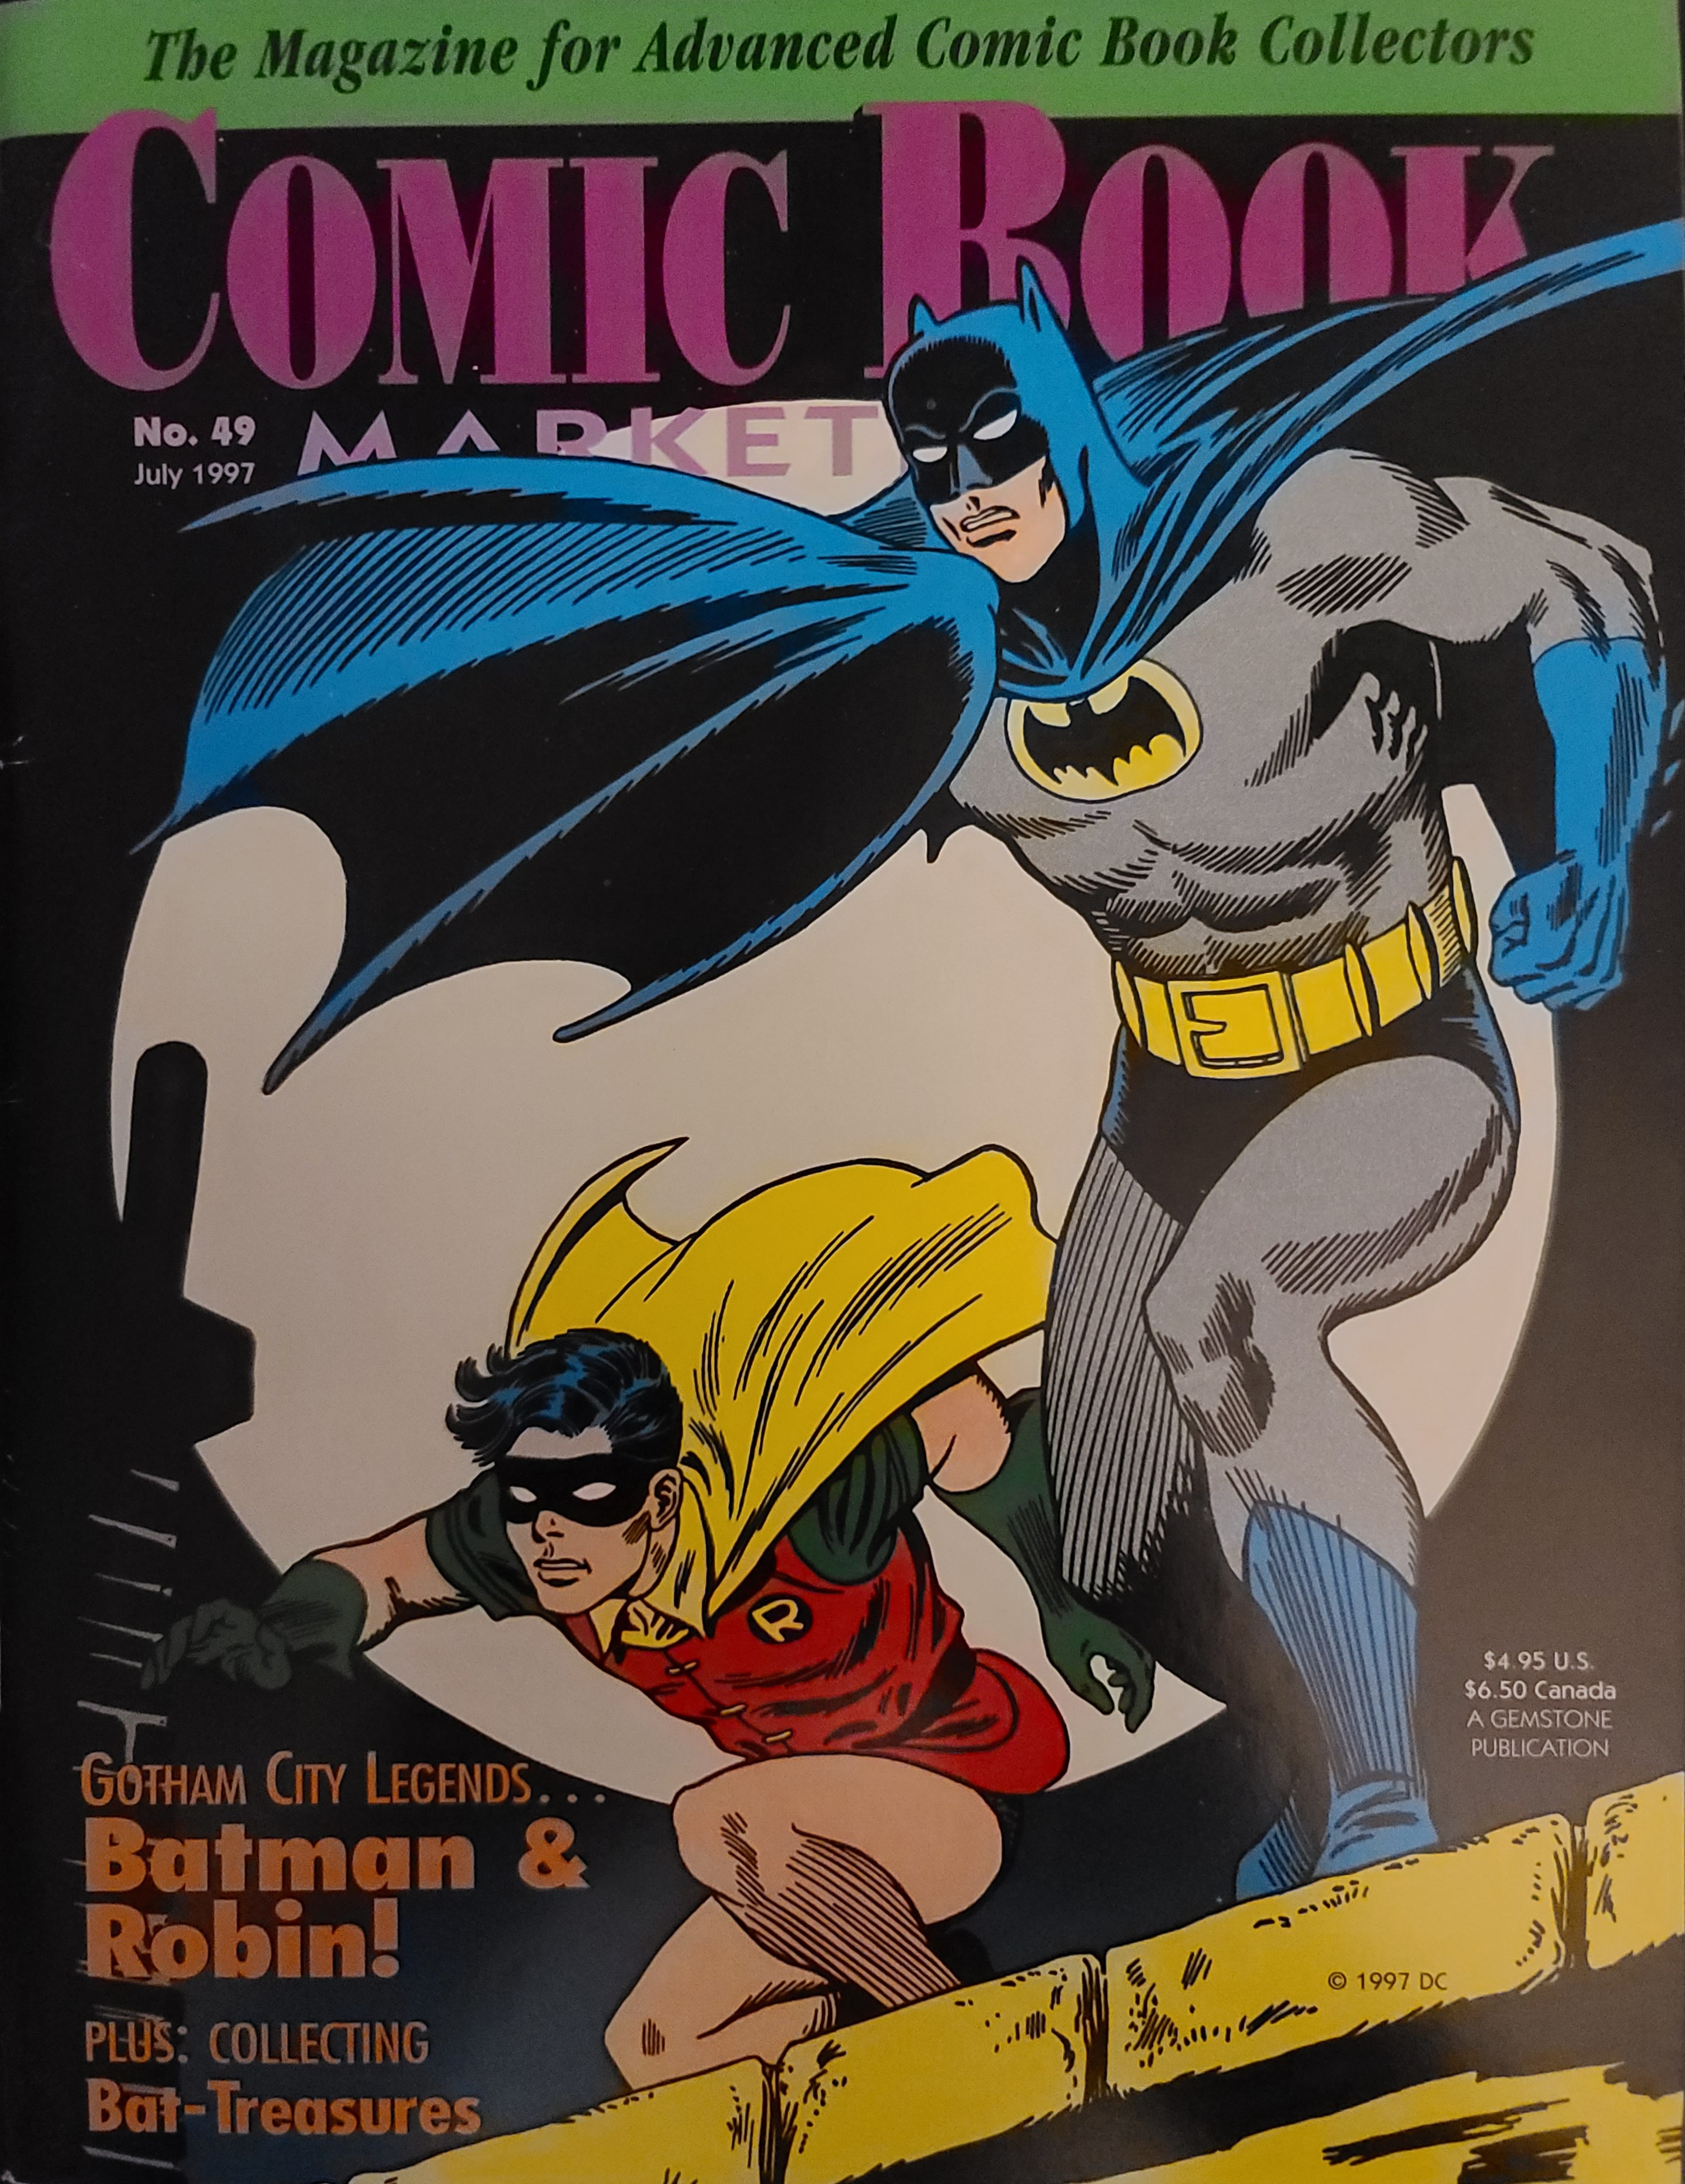 The Magazine for Advanced Comic Book Collectors
COMIC BOOK
No. 49
July 1997
MARKET
R
$4.95 U.S.
$6.50 Canada
A GEMSTONE
PUBLICATION
GOTHAM CITY LEGENDS...
Batman &
Robin!
© 1997 DC
PLUS: COLLECTING
Bat-Treasures